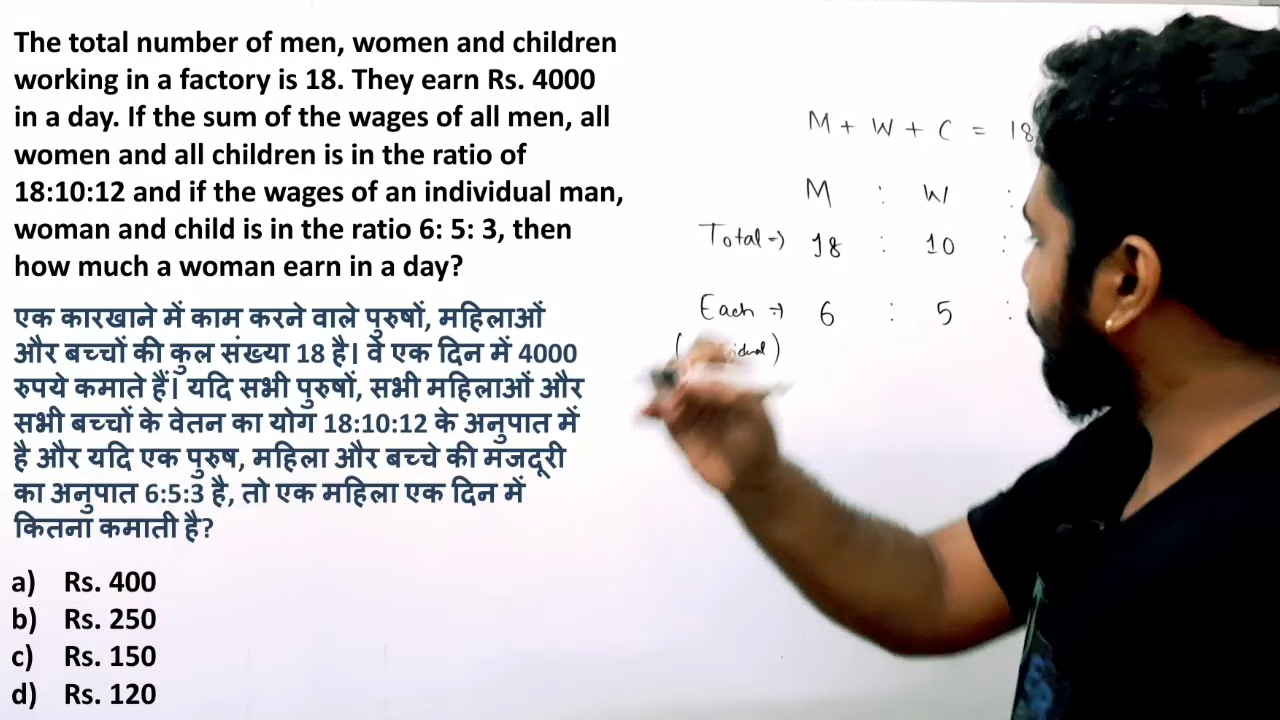 The total number of men, women and children
working in a factory is 18. They earn Rs. 4000
in a day. If the sum of the wages of all men, all
women and all children is in the ratio of
18:10:12 and if the wages of an individual man,
woman and child is in the ratio 6: 5: 3, then
how much a woman earn in a day?
एक कारखाने में काम करने वाले पुरुषों, महिलाओं
और बच्चों की कुल संख्या 18 है। वे एक दिन में 4000
रुपये कमाते हैं। यदि सभी पुरुषों, सभी महिलाओं और
सभी बच्चों के वेतन का योग 18:10:12 के अनुपात में
है और यदि एक पुरुष, महिला और बच्चे की मजदूरी
का अनुपात 6:5:3 है, तो एक महिला एक दिन में
कितना कमाती है?
a) Rs. 400
b) Rs. 250
c) Rs. 150
d) Rs. 120
M + W + C = 18
M : W :
Total ⇒ 18 : 10 :
Each ⇒ 6 : 5 :